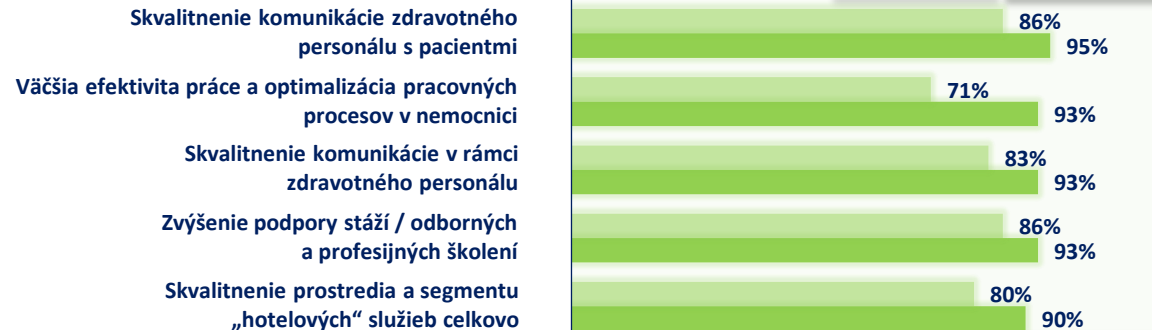 Skvalitnenie komunikácie zdravotného
personálu s pacientmi
86%
95%
Väčšia efektivita práce a optimalizácia pracovných
procesov v nemocnici
71%
93%
Skvalitnenie komunikácie v rámci
zdravotného personálu
83%
93%
Zvýšenie podpory stáží / odborných
a profesijných školení
86%
93%
Skvalitnenie prostredia a segmentu
„hotelových“ služieb celkovo
80%
90%